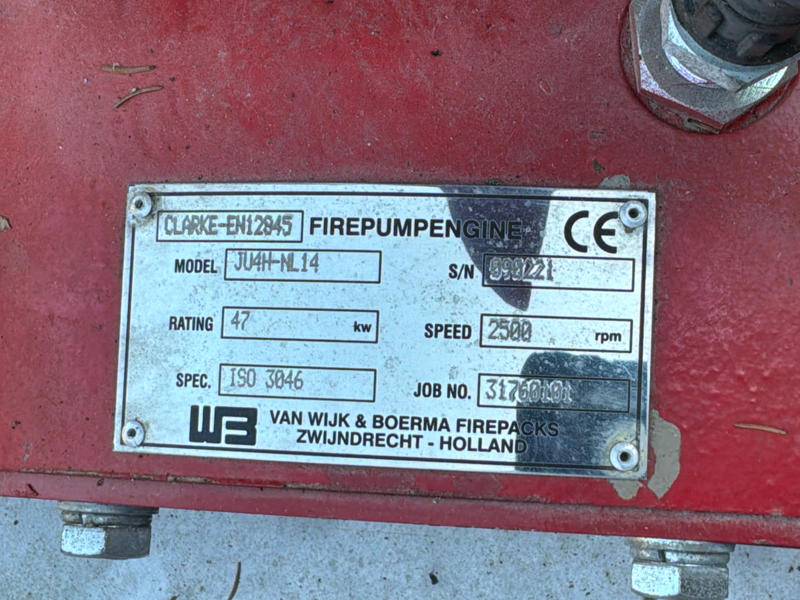 CLARKE-EN12845 FIREPUMPENGINE CE
MODEL JU4H-NL14 S/N 090221
RATING 47 kw SPEED 2500 rpm
SPEC. ISO 3046 JOB NO. 31760101
WB VAN WIJK & BOERMA FIREPACKS
ZWIJNDRECHT - HOLLAND